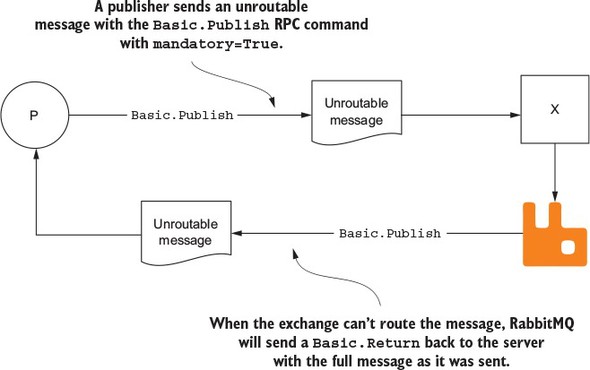 A publisher sends an unroutable
message with the Basic.Publish RPC command
with mandatory=True.
P
Basic.Publish
Unroutable
message
X
Unroutable
message
Basic.Publish
When the exchange can't route the message, RabbitMQ
will send a Basic.Return back to the server
with the full message as it was sent.